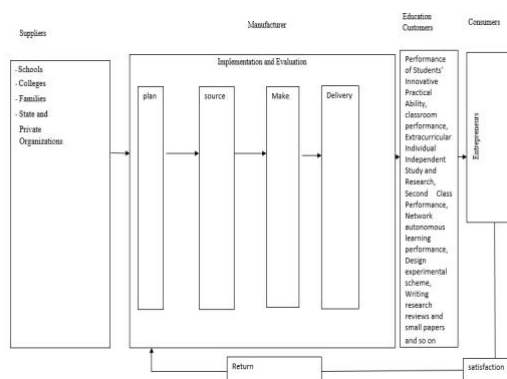 Suppliers
Manufacturer
Education
Customers
Consumers
- Schools
- Colleges
- Families
- State and
Private
Organizations
Implementation and Evaluation
plan
source
Make
Delivery
Performance
of Students'
Innovative
Practical
Ability,
classroom
performance,
Extracurricular
Individual
Independent
Study and
Research,
Second Class
Performance,
Network
autonomous
learning
performance,
Design
experimental
scheme,
Writing
research
reviews and
small papers
and so on
Entrepreneurs
Return
satisfaction